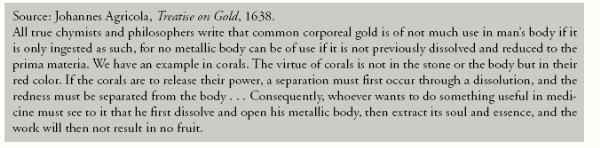 Source: Johannes Agricola, Treatise on Gold, 1638.
All true chymists and philosophers write that common corporeal gold is of not much use in man's body if it
is only ingested as such, for no metallic body can be of use if it is not previously dissolved and reduced to the
prima materia. We have an example in corals. The virtue of corals is not in the stone or the body but in their
red color. If the corals are to release their power, a separation must first occur through a dissolution, and the
redness must be separated from the body . . . Consequently, whoever wants to do something useful in medi-
cine must see to it that he first dissolve and open his metallic body, then extract its soul and essence, and the
work will then not result in no fruit.